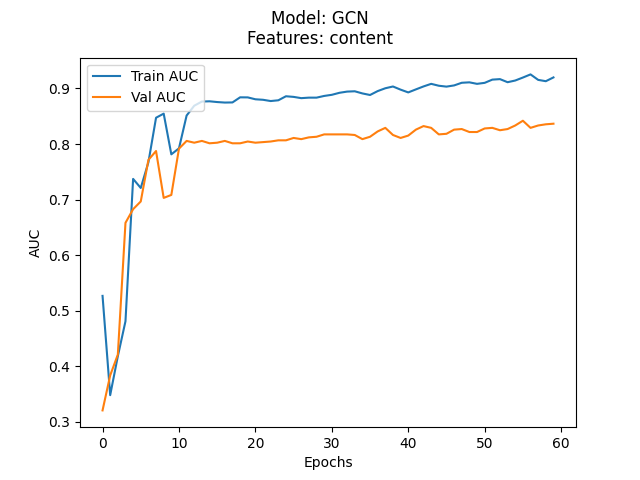 Model: GCN
Features: content
Train AUC
Val AUC
0.9
0.8
0.7
0.6
0.5
0.4
0.3
AUC
0 10 20 30 40 50 60
Epochs